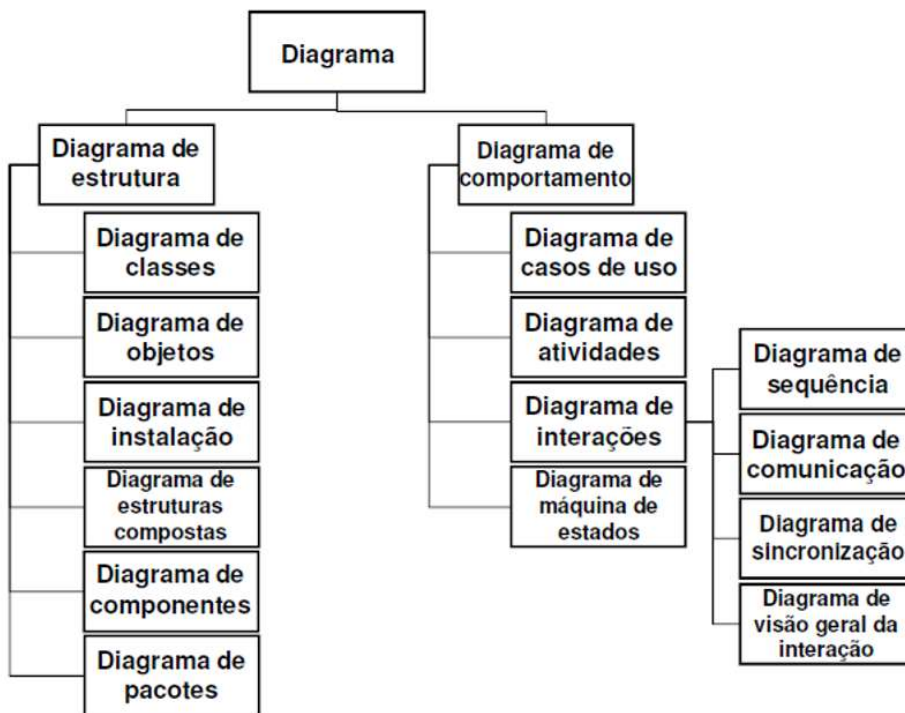 Diagrama
Diagrama de
estrutura
Diagrama de
classes
Diagrama de
objetos
Diagrama de
instalação
Diagrama de
estruturas
compostas
Diagrama de
componentes
Diagrama de
pacotes
Diagrama de
comportamento
Diagrama de
casos de uso
Diagrama de
atividades
Diagrama de
interações
Diagrama de
máquina de
estados
Diagrama de
sequência
Diagrama de
comunicação
Diagrama de
sincronização
Diagrama de
visão geral da
interação